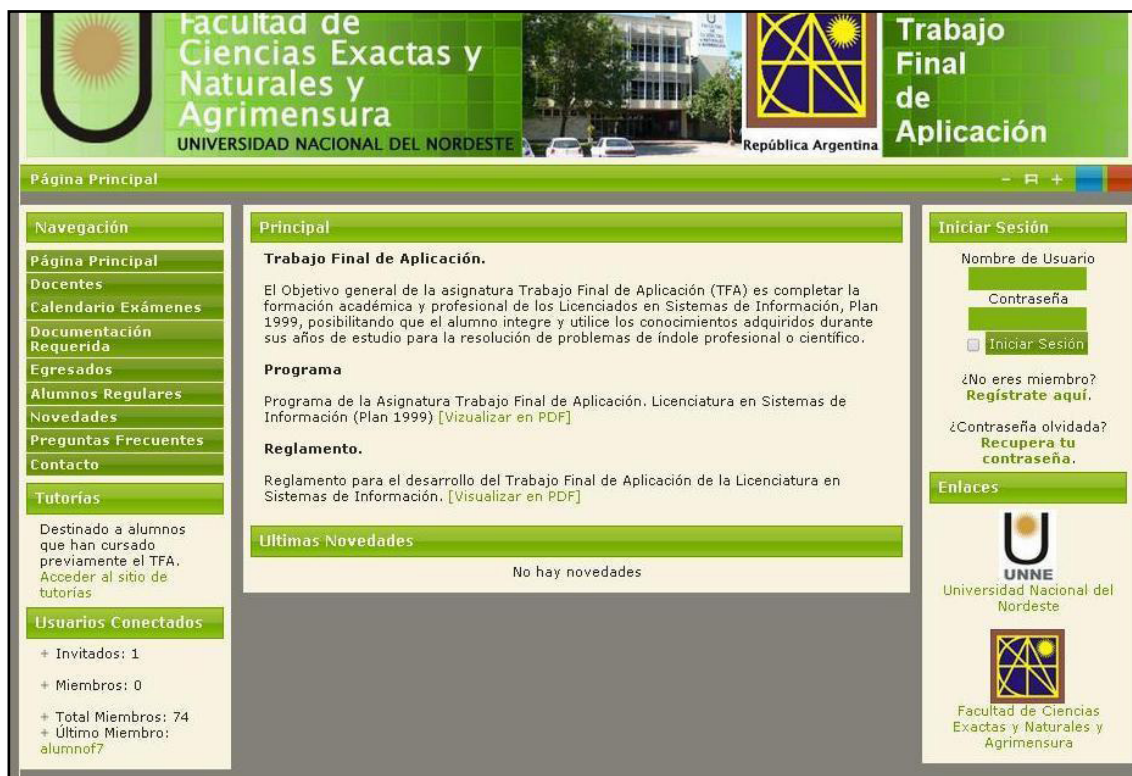 Facultad de
Ciencias Exactas y
Naturales y
Agrimensura
UNIVERSIDAD NACIONAL DEL NORDESTE
República Argentina
Trabajo
Final
de
Aplicación
Página Principal
- A +
Navegación
Página Principal
Docentes
Calendario Exámenes
Documentación
Requerida
Egresados
Alumnos Regulares
Novedades
Preguntas Frecuentes
Contacto
Tutorías
Destinado a alumnos
que han cursado
previamente el TFA.
Acceder al sitio de
tutorías
Usuarios Conectados
+ Invitados: 1
+ Miembros: 0
+ Total Miembros: 74
+ Último Miembro:
alumnof7
Principal
Trabajo Final de Aplicación.
El Objetivo general de la asignatura Trabajo Final de Aplicación (TFA) es completar la
formación académica y profesional de los Licenciados en Sistemas de Información, Plan
1999, posibilitando que el alumno integre y utilice los conocimientos adquiridos durante
sus años de estudio para la resolución de problemas de índole profesional o científico.
Programa
Programa de la Asignatura Trabajo Final de Aplicación. Licenciatura en Sistemas de
Información (Plan 1999) [Vizualizar en PDF]
Reglamento.
Reglamento para el desarrollo del Trabajo Final de Aplicación de la Licenciatura en
Sistemas de Información. [Visualizar en PDF]
Ultimas Novedades
No hay novedades
Iniciar Sesión
Nombre de Usuario
Contraseña
Iniciar Sesión
¿No eres miembro?
Regístrate aquí.
¿Contraseña olvidada?
Recupera tu
contraseña.
Enlaces
UNNE
Universidad Nacional del
Nordeste
Facultad de Ciencias
Exactas y Naturales y
Agrimensura